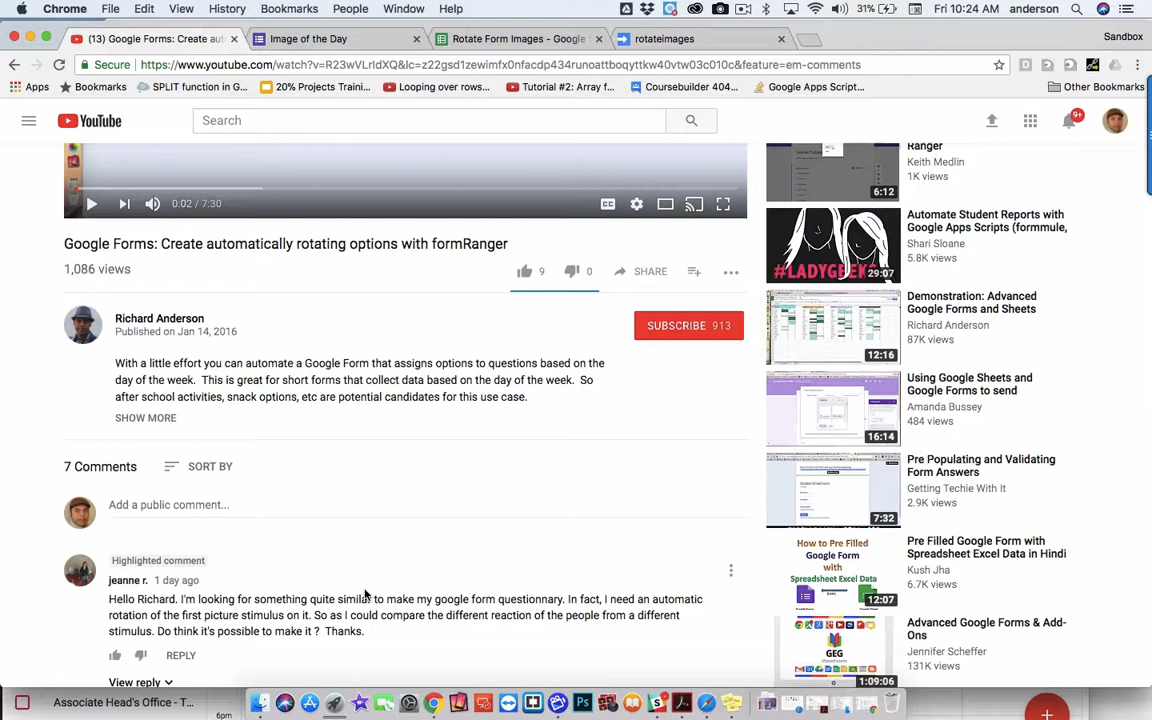 Chrome File Edit View History Bookmarks People Window Help 31% Fri 10:24 AM anderson
(13) Google Forms: Create aut Image of the Day Rotate Form Images - Google rotateimages Sandbox
Secure https://www.youtube.com/watch?v=R23wVLrIdXQ&lc=z22gsd1zewimfx0nfacdp434runoattboqyttkw40vtw03c010c&feature=em-comments
Apps Bookmarks SPLIT function in G... 20% Projects Traini... Looping over rows... Tutorial #2: Array f... Coursebuilder 404... Google Apps Script... Other Bookmarks
YouTube Search 9+
Ranger
Keith Medlin
1K views
6:12
0:02 / 7:30 CC
Google Forms: Create automatically rotating options with formRanger
1,086 views
9 0 SHARE
Richard Anderson
Published on Jan 14, 2016
SUBSCRIBE 913
With a little effort you can automate a Google Form that assigns options to questions based on the
day of the week. This is great for short forms that collect data based on the day of the week. So
after school activities, snack options, etc are potential candidates for this use case.
SHOW MORE
7 Comments SORT BY
Add a public comment...
Highlighted comment
jeanne r. 1 day ago
Hello Richard. I'm looking for something quite similar to make my google form questionnary. In fact, I need an automatic
rotation of the first picture stimulus on it. So as I could compare the different reaction of the people from a different
stimulus. Do think it's possible to make it ? Thanks.
REPLY
View reply
Automate Student Reports with
Google Apps Scripts (formmule,
Shari Sloane
5.8K views
#LADYGEEK
29:07
Demonstration: Advanced
Google Forms and Sheets
Richard Anderson
87K views
12:16
Using Google Sheets and
Google Forms to send
Amanda Bussey
484 views
16:14
Pre Populating and Validating
Form Answers
Getting Techie With It
2.9K views
7:32
How to Pre Filled
Google Form
with
Spreadsheet Excel Data
12:07
Pre Filled Google Form with
Spreadsheet Excel Data in Hindi
Kush Jha
6.7K views
GEG
1:09:06
Advanced Google Forms & Add-
Ons
Jennifer Scheffer
131K views
Associate Head's Office - T...
6pm